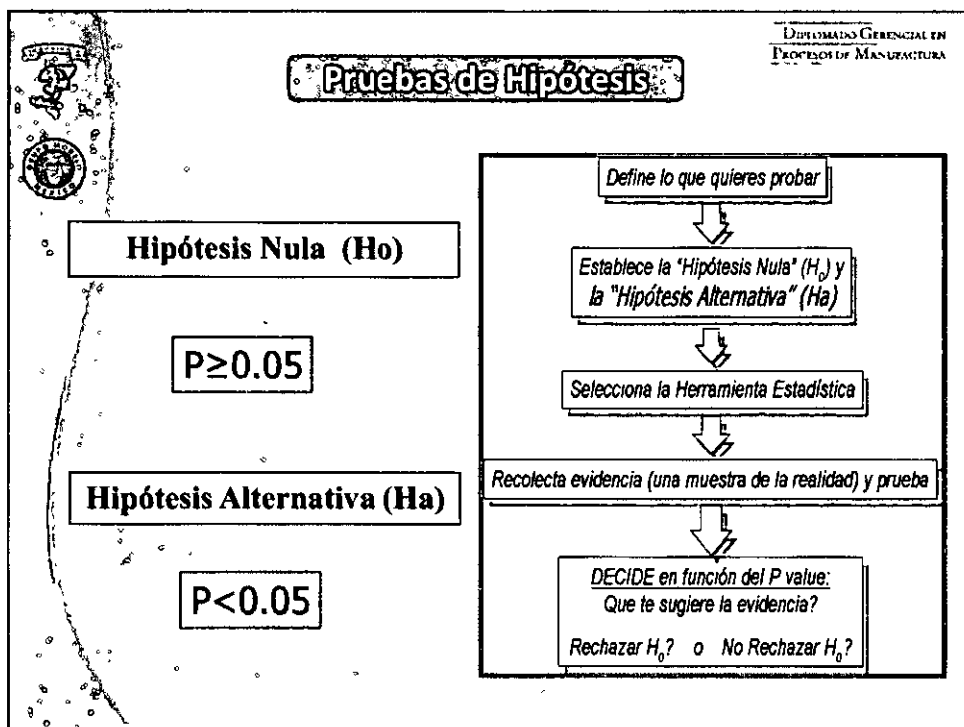 DIPLOMADO GERENCIAL EN
PROCESOS DE MANUFACTURA
Pruebas de Hipótesis
Hipótesis Nula (Ho)
P≥0.05
Hipótesis Alternativa (Ha)
P<0.05
Define lo que quieres probar
Establece la "Hipótesis Nula" (H₀) y
la "Hipótesis Alternativa" (Ha)
Selecciona la Herramienta Estadística
Recolecta evidencia (una muestra de la realidad) y prueba
DECIDE en función del P value:
Que te sugiere la evidencia?
Rechazar H₀? o No Rechazar H₀?